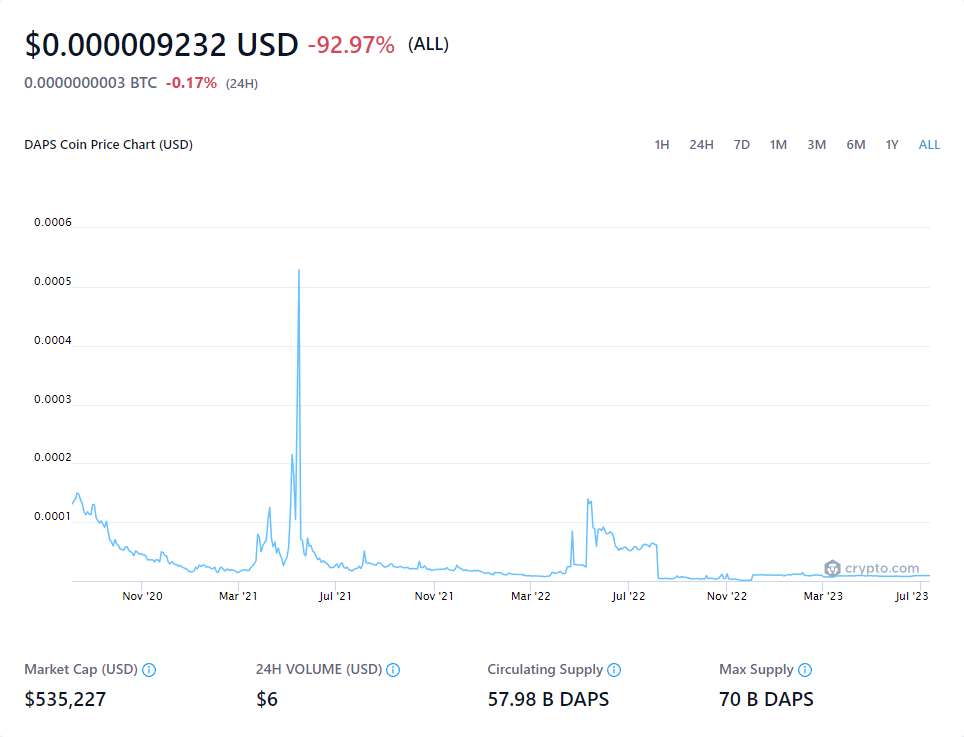 $0.000009232 USD -92.97% (ALL)
0.0000000003 BTC -0.17% (24H)
DAPS Coin Price Chart (USD) 1H 24H 7D 1M 3M 6M 1Y ALL
0.0006
0.0005
0.0004
0.0003
0.0002
0.0001
crypto.com
Nov '20 Mar '21 Jul '21 Nov '21 Mar '22 Jul '22 Nov '22 Mar '23 Jul '23
Market Cap (USD) 24H VOLUME (USD) Circulating Supply Max Supply
$535,227 $6 57.98 B DAPS 70 B DAPS